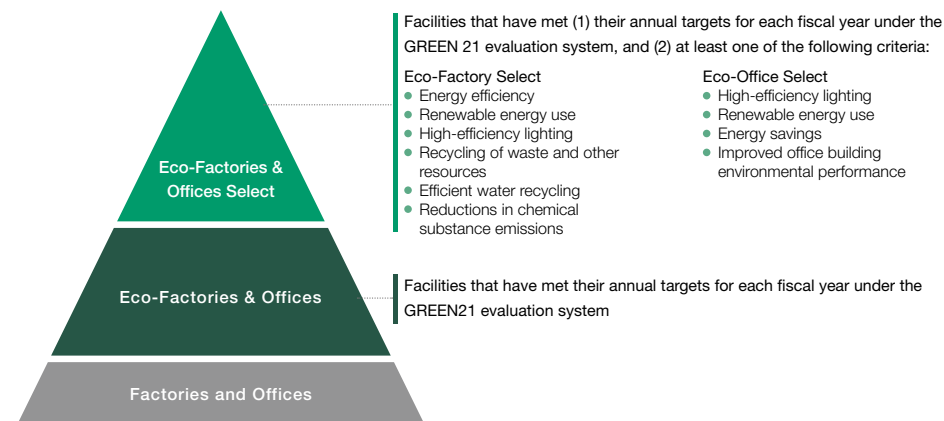 Facilities that have met (1) their annual targets for each fiscal year under the
GREEN 21 evaluation system, and (2) at least one of the following criteria:
Eco-Factory Select
Energy efficiency
Renewable energy use
High-efficiency lighting
Recycling of waste and other
resources
Efficient water recycling
Reductions in chemical
substance emissions
Eco-Office Select
High-efficiency lighting
Renewable energy use
Energy savings
Improved office building
environmental performance
Eco-Factories &
Offices Select
Eco-Factories & Offices
Facilities that have met their annual targets for each fiscal year under the
GREEN21 evaluation system
Factories and Offices